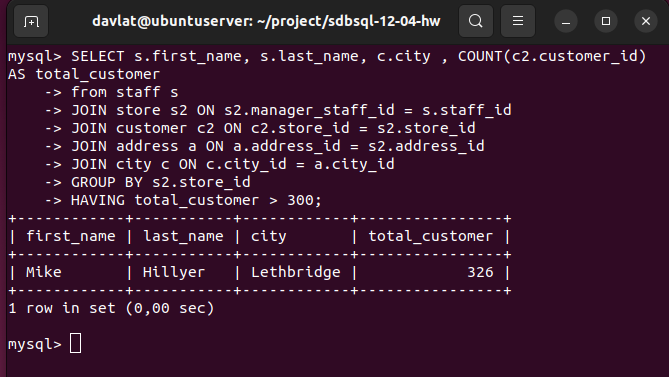 davlat@ubuntuserver: ~/project/sdbsql-12-04-hw
mysql> SELECT s.first_name, s.last_name, c.city , COUNT(c2.customer_id)
AS total_customer
    -> from staff s
    -> JOIN store s2 ON s2.manager_staff_id = s.staff_id
    -> JOIN customer c2 ON c2.store_id = s2.store_id
    -> JOIN address a ON a.address_id = s2.address_id
    -> JOIN city c ON c.city_id = a.city_id
    -> GROUP BY s2.store_id
    -> HAVING total_customer > 300;
+------------+-----------+------------+----------------+
| first_name | last_name | city       | total_customer |
+------------+-----------+------------+----------------+
| Mike       | Hillyer   | Lethbridge |            326 |
+------------+-----------+------------+----------------+
1 row in set (0,00 sec)
mysql>